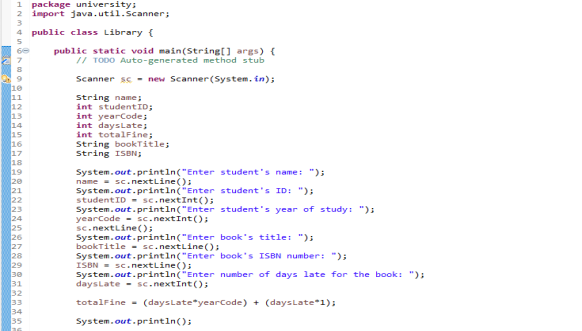 1 package university;
2 import java.util.Scanner;
3
4 public class Library {
5
6 public static void main(String[] args) {
7 // TODO Auto-generated method stub
8
9 Scanner sc = new Scanner(System.in);
10
11 String name;
12 int studentID;
13 int yearCode;
14 int daysLate;
15 int totalFine;
16 String bookTitle;
17 String ISBN;
18
19 System.out.println("Enter student's name: ");
20 name = sc.nextLine();
21 System.out.println("Enter student's ID: ");
22 studentID = sc.nextInt();
23 System.out.println("Enter student's year of study: ");
24 yearCode = sc.nextInt();
25 sc.nextLine();
26 System.out.println("Enter book's title: ");
27 bookTitle = sc.nextLine();
28 System.out.println("Enter book's ISBN number: ");
29 ISBN = sc.nextLine();
30 System.out.println("Enter number of days late for the book: ");
31 daysLate = sc.nextInt();
32
33 totalFine = (daysLate*yearCode) + (daysLate*1);
34
35 System.out.println();
36